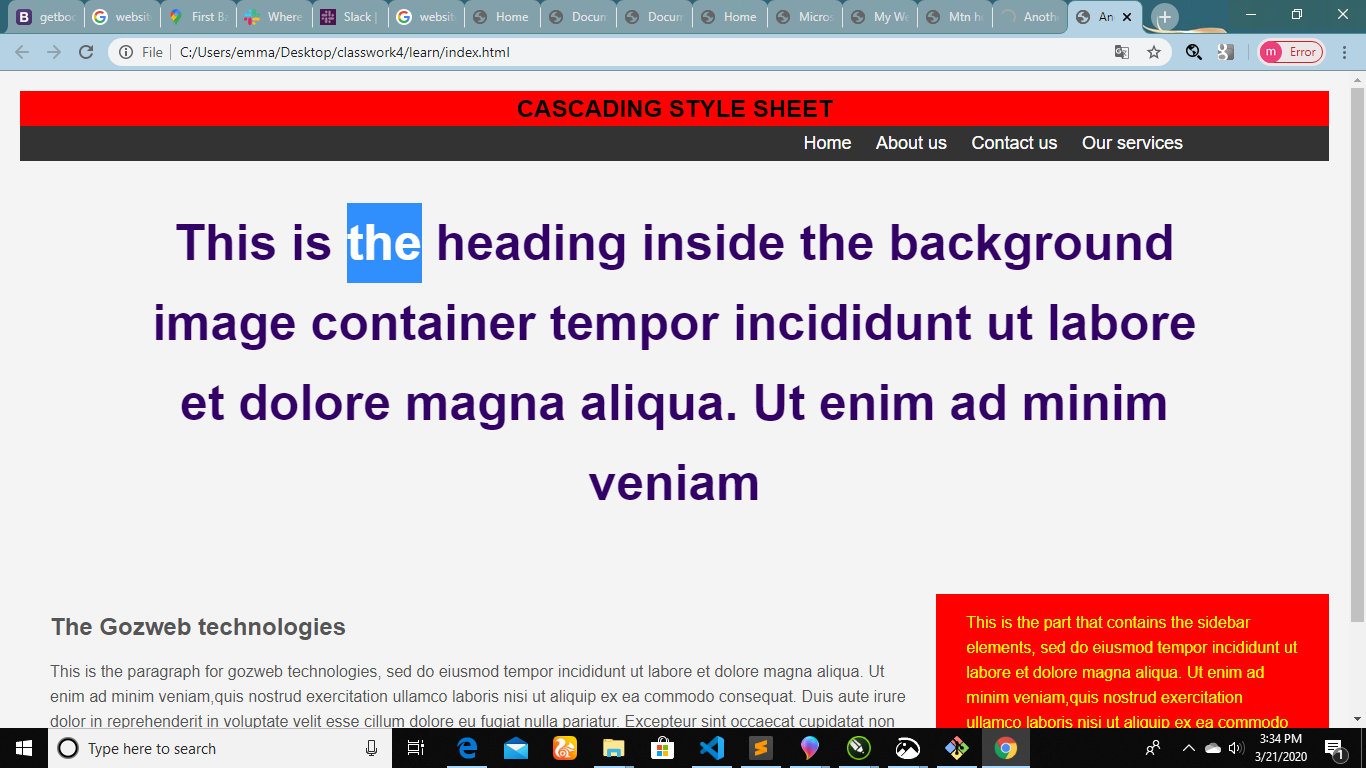 getboo
website
First Ba
Where
Slack |
website
Home
Docum
Docum
Home
Micros
My We
Mtn he
Anothe
An
File
C:/Users/emma/Desktop/classwork4/learn/index.html
m Error
CASCADING STYLE SHEET
Home About us Contact us Our services
This is the heading inside the background
image container tempor incididunt ut labore
et dolore magna aliqua. Ut enim ad minim
veniam
The Gozweb technologies
This is the paragraph for gozweb technologies, sed do eiusmod tempor incididunt ut labore et dolore magna aliqua. Ut
enim ad minim veniam,quis nostrud exercitation ullamco laboris nisi ut aliquip ex ea commodo consequat. Duis aute irure
dolor in reprehenderit in voluptate velit esse cillum dolore eu fugiat nulla pariatur. Excepteur sint occaecat cupidatat non
This is the part that contains the sidebar
elements, sed do eiusmod tempor incididunt ut
labore et dolore magna aliqua. Ut enim ad
minim veniam,quis nostrud exercitation
ullamco laboris nisi ut aliquip ex ea commodo
Type here to search
3:34 PM
3/21/2020
1